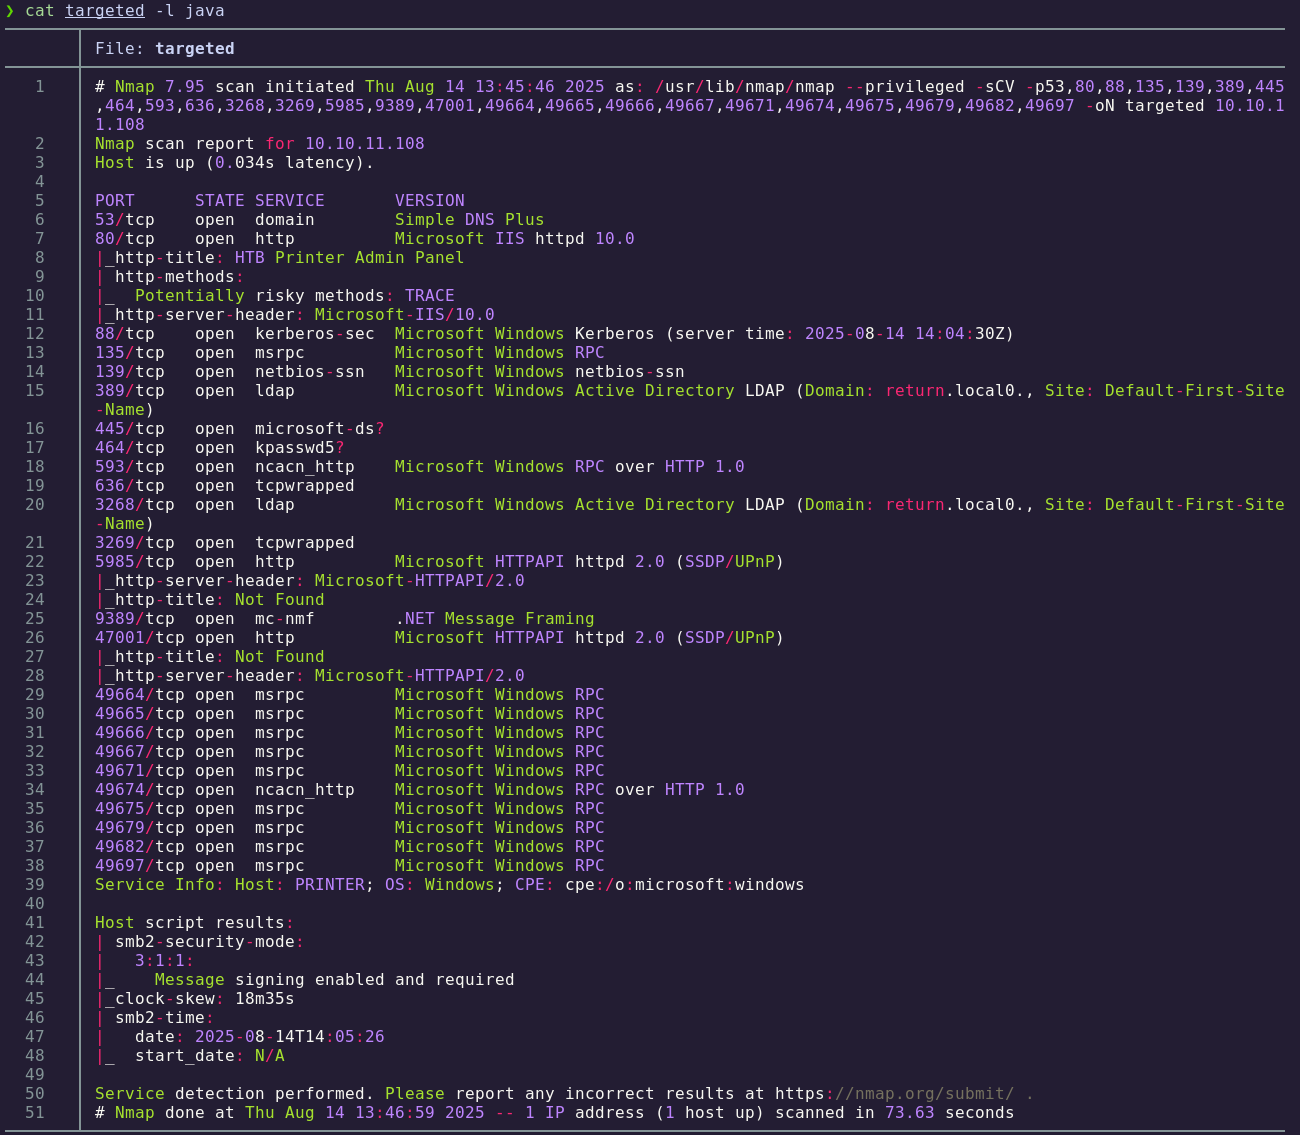 ❯ cat targeted -l java
File: targeted
1 # Nmap 7.95 scan initiated Thu Aug 14 13:45:46 2025 as: /usr/lib/nmap/nmap --privileged -sCV -p53,80,88,135,139,389,445
,464,593,636,3268,3269,5985,9389,47001,49664,49665,49666,49667,49671,49674,49675,49679,49682,49697 -oN targeted 10.10.1
1.108
2 Nmap scan report for 10.10.11.108
3 Host is up (0.034s latency).
4
5 PORT      STATE SERVICE       VERSION
6 53/tcp    open  domain        Simple DNS Plus
7 80/tcp    open  http          Microsoft IIS httpd 10.0
8 |_http-title: HTB Printer Admin Panel
9 | http-methods:
10 |_  Potentially risky methods: TRACE
11 |_http-server-header: Microsoft-IIS/10.0
12 88/tcp    open  kerberos-sec  Microsoft Windows Kerberos (server time: 2025-08-14 14:04:30Z)
13 135/tcp   open  msrpc         Microsoft Windows RPC
14 139/tcp   open  netbios-ssn   Microsoft Windows netbios-ssn
15 389/tcp   open  ldap          Microsoft Windows Active Directory LDAP (Domain: return.local0., Site: Default-First-Site
-Name)
16 445/tcp   open  microsoft-ds?
17 464/tcp   open  kpasswd5?
18 593/tcp   open  ncacn_http    Microsoft Windows RPC over HTTP 1.0
19 636/tcp   open  tcpwrapped
20 3268/tcp  open  ldap          Microsoft Windows Active Directory LDAP (Domain: return.local0., Site: Default-First-Site
-Name)
21 3269/tcp  open  tcpwrapped
22 5985/tcp  open  http          Microsoft HTTPAPI httpd 2.0 (SSDP/UPnP)
23 |_http-server-header: Microsoft-HTTPAPI/2.0
24 |_http-title: Not Found
25 9389/tcp  open  mc-nmf        .NET Message Framing
26 47001/tcp open  http          Microsoft HTTPAPI httpd 2.0 (SSDP/UPnP)
27 |_http-title: Not Found
28 |_http-server-header: Microsoft-HTTPAPI/2.0
29 49664/tcp open  msrpc         Microsoft Windows RPC
30 49665/tcp open  msrpc         Microsoft Windows RPC
31 49666/tcp open  msrpc         Microsoft Windows RPC
32 49667/tcp open  msrpc         Microsoft Windows RPC
33 49671/tcp open  msrpc         Microsoft Windows RPC
34 49674/tcp open  ncacn_http    Microsoft Windows RPC over HTTP 1.0
35 49675/tcp open  msrpc         Microsoft Windows RPC
36 49679/tcp open  msrpc         Microsoft Windows RPC
37 49682/tcp open  msrpc         Microsoft Windows RPC
38 49697/tcp open  msrpc         Microsoft Windows RPC
39 Service Info: Host: PRINTER; OS: Windows; CPE: cpe:/o:microsoft:windows
40
41 Host script results:
42 | smb2-security-mode:
43 |   3:1:1:
44 |_    Message signing enabled and required
45 |_clock-skew: 18m35s
46 | smb2-time:
47 |   date: 2025-08-14T14:05:26
48 |_  start_date: N/A
49
50 Service detection performed. Please report any incorrect results at https://nmap.org/submit/ .
51 # Nmap done at Thu Aug 14 13:46:59 2025 -- 1 IP address (1 host up) scanned in 73.63 seconds